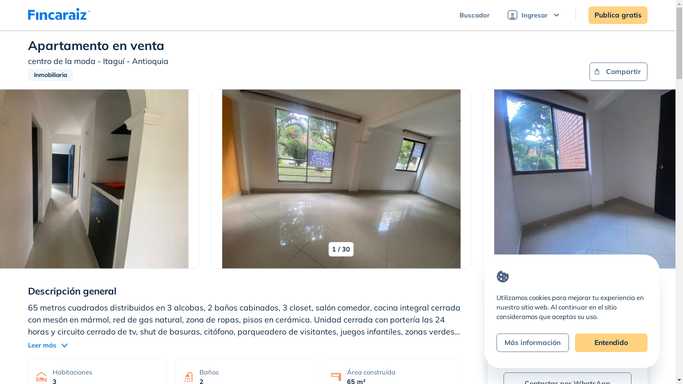 Fincaraiz
Buscador
Ingresar
Publica gratis
Apartamento en venta
centro de la moda - Itaguí - Antioquia
Inmobiliaria
Compartir
1 / 30
Descripción general
65 metros cuadrados distribuidos en 3 alcobas, 2 baños cabinados, 3 closet, salón comedor, cocina integral cerrada
con mesón en mármol, red de gas natural, zona de ropas, pisos en cerámica. Unidad cerrada con portería las 24
horas y circuito cerrado de tv, shut de basuras, citófono, parqueadero de visitantes, juegos infantiles, zonas verdes...
Leer más
Habitaciones
3
Baños
2
Área construida
65 m²
Utilizamos cookies para mejorar tu experiencia en
nuestro sitio web. Al continuar en el sitio
consideramos que aceptas su uso.
Más información
Entendido
Contactar por WhatsApp